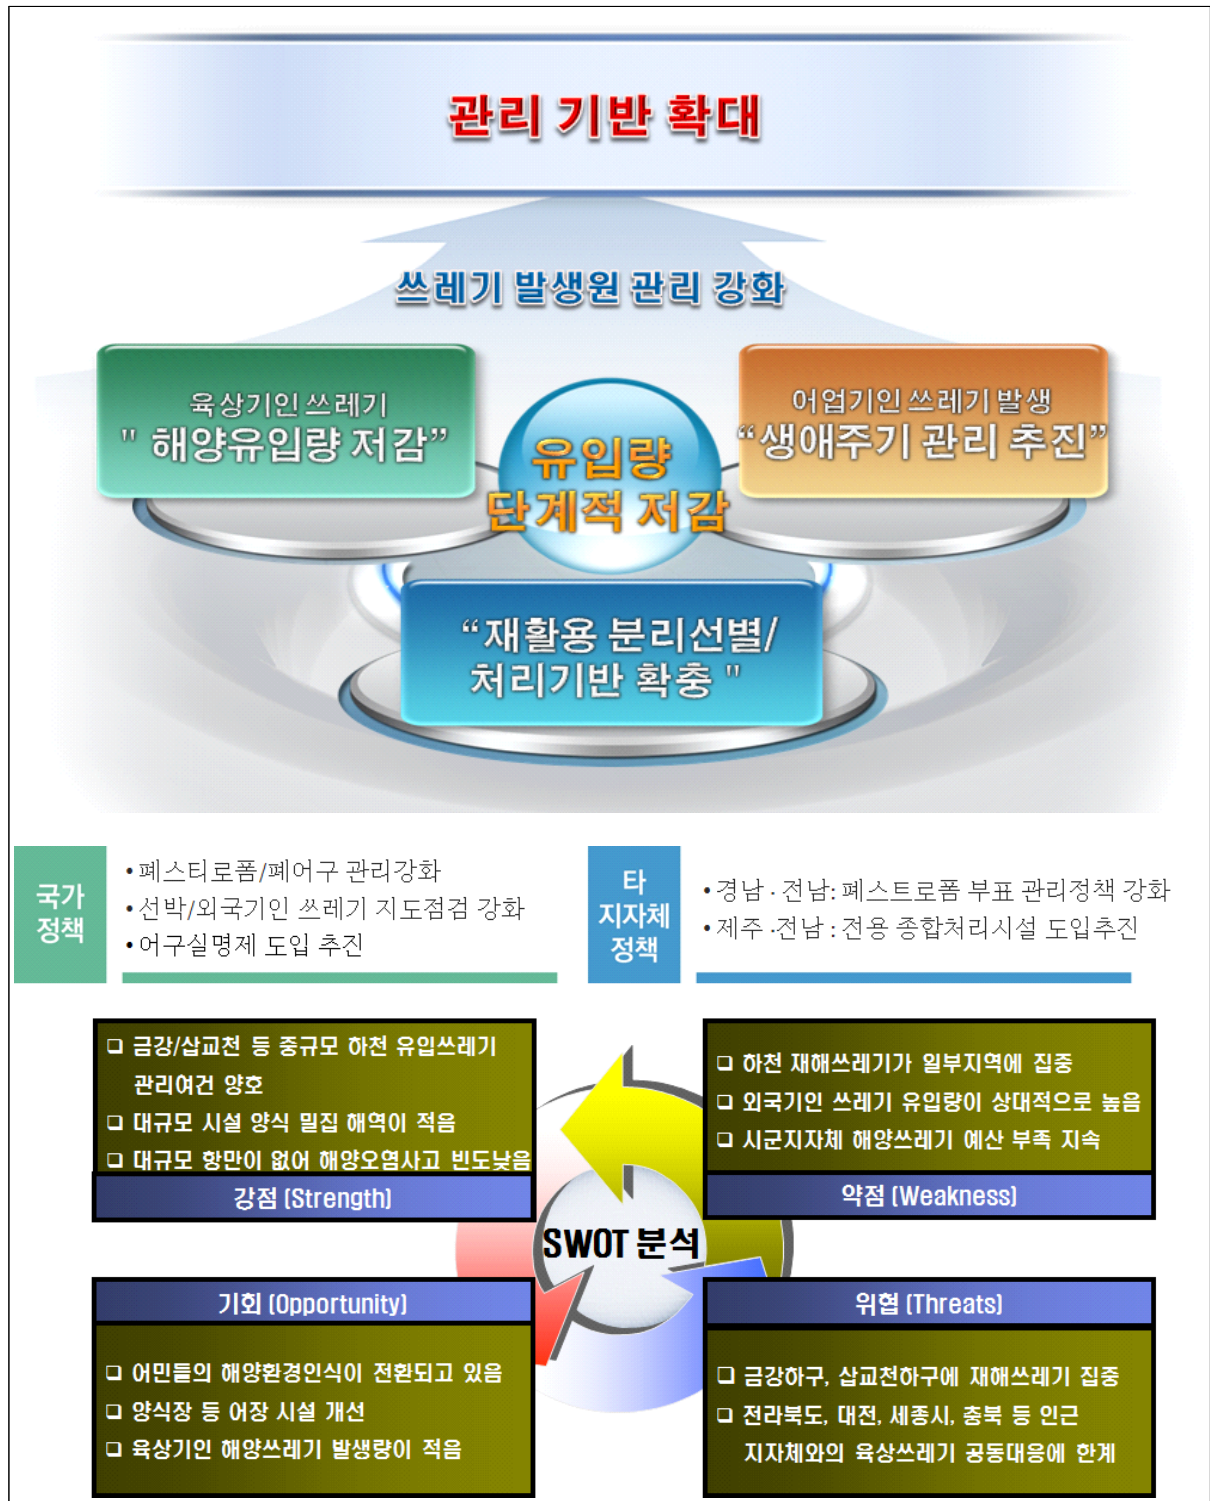 관리 기반 확대
쓰레기 발생원 관리 강화
육상기인 쓰레기
" 해양유입량 저감”
어업기인 쓰레기 발생
“생애주기 관리 추진”
유입량
단계적 저감
“재활용 분리선별/
처리기반 확충 "
국가
정책
•폐스티로폼/폐어구 관리강화
•선박/외국기인 쓰레기 지도점검 강화
•어구실명제 도입 추진
타
지자체
정책
•경남 · 전남: 폐스트로폼 부표 관리정책 강화
•제주 ·전남 : 전용 종합처리시설 도입추진
❑ 금강/삽교천 등 중규모 하천 유입쓰레기
관리여건 양호
❑ 대규모 시설 양식 밀집 해역이 적음
❑ 대규모 항만이 없어 해양오염사고 빈도낮음
강점 (Strength)
❑ 하천 재해쓰레기가 일부지역에 집중
❑ 외국기인 쓰레기 유입량이 상대적으로 높음
❑ 시군지자체 해양쓰레기 예산 부족 지속
약점 (Weakness)
SWOT 분석
기회 (Opportunity)
❑ 어민들의 해양환경인식이 전환되고 있음
❑ 양식장 등 어장 시설 개선
❑ 육상기인 해양쓰레기 발생량이 적음
위협 (Threats)
❑ 금강하구, 삽교천하구에 재해쓰레기 집중
❑ 전라북도, 대전, 세종시, 충북 등 인근
지자체와의 육상쓰레기 공동대응에 한계